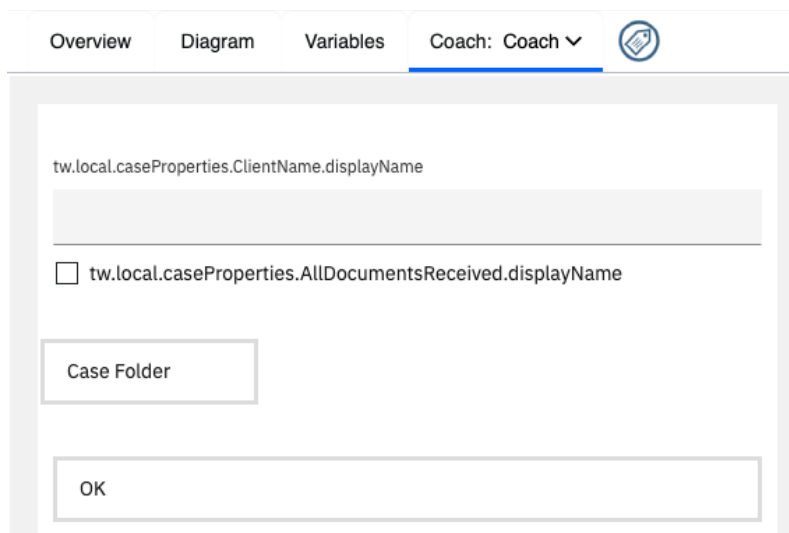 Overview Diagram Variables Coach: Coach
tw.local.caseProperties.ClientName.displayName
tw.local.caseProperties.AllDocumentsReceived.displayName
Case Folder
OK